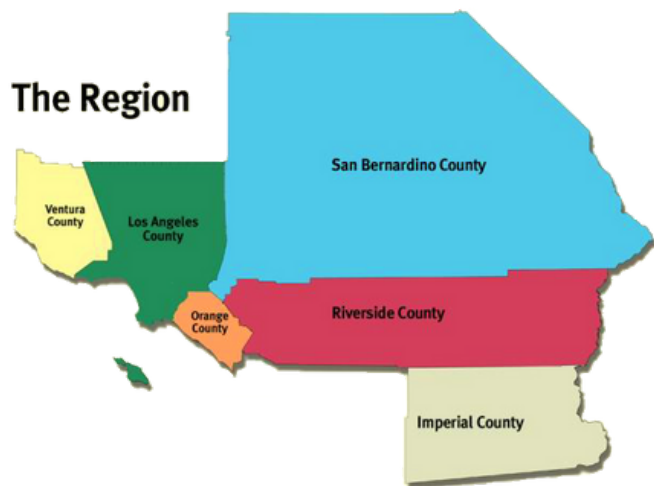 The Region
San Bernardino County
Ventura
County
Los Angeles
County
Orange
County
Riverside County
Imperial County